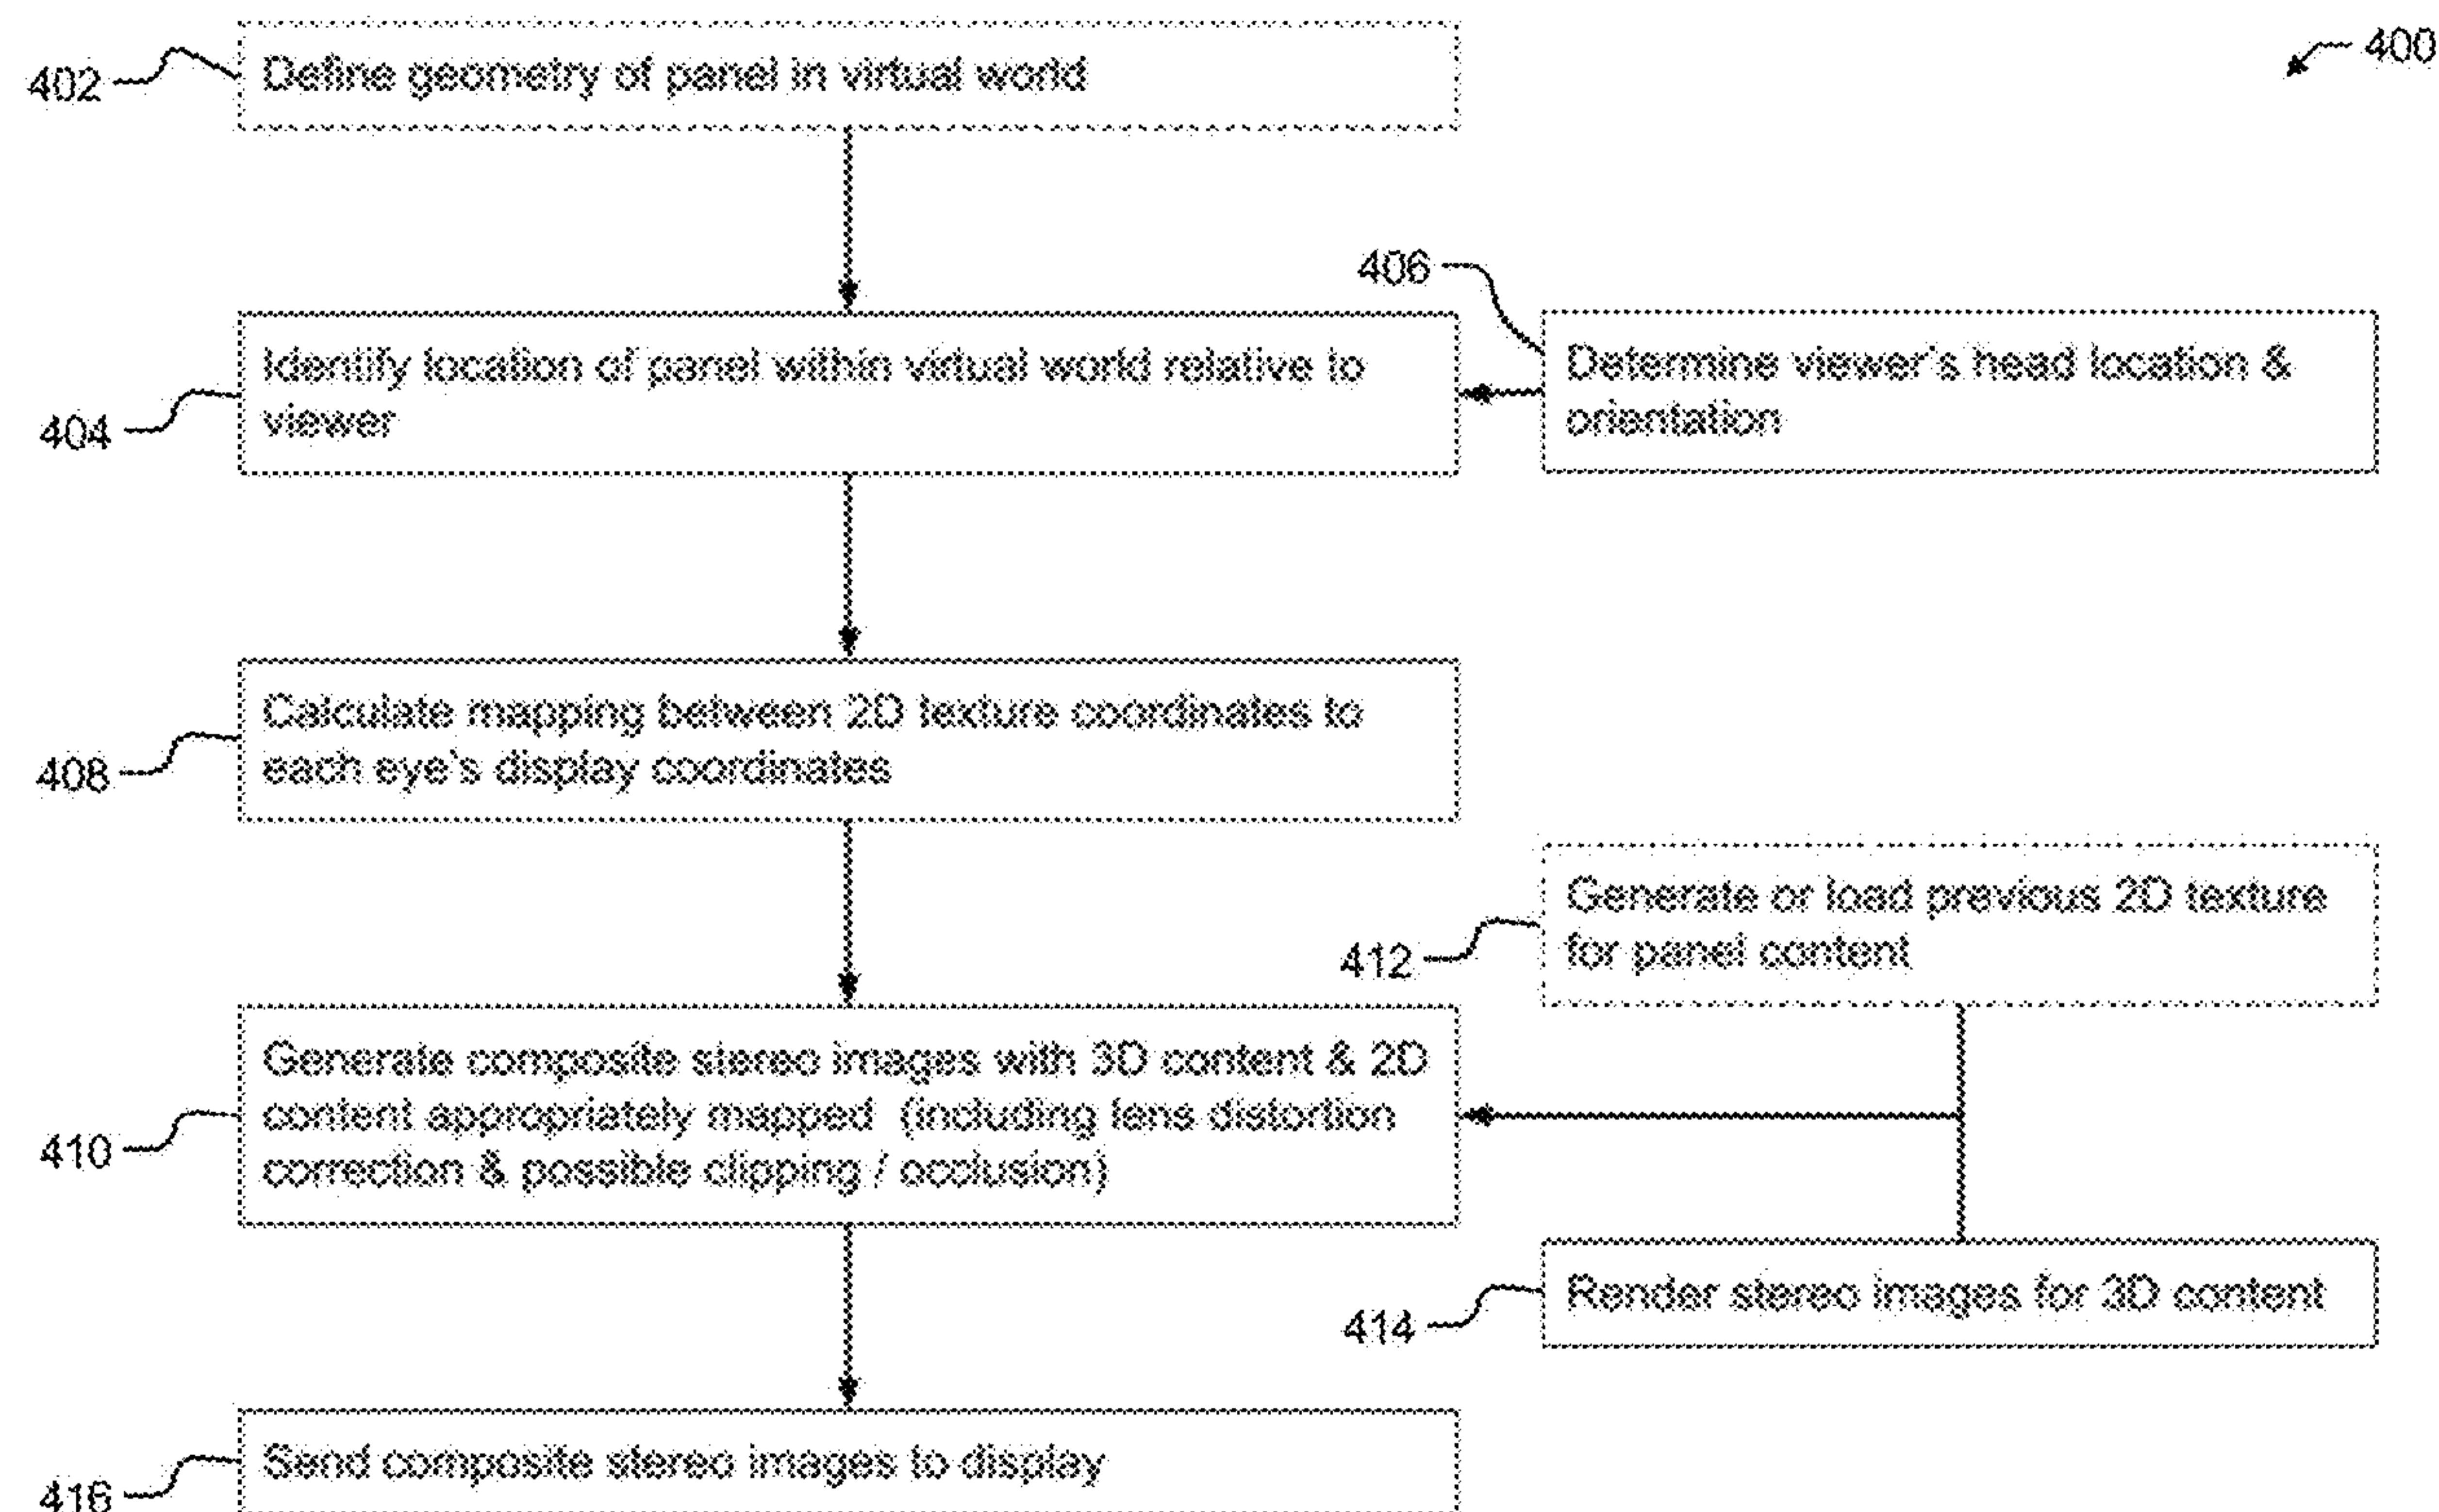 400
402
Define geometry of panel in virtual world
406
404
Identify location of panel within virtual world relative to
viewer
Determine viewer's head location &
orientation
408
Calculate mapping between 2D texture coordinates to
each eye's display coordinates
412
Generate or load previous 2D texture
for panel content
410
Generate composite stereo images with 3D content & 2D
content appropriately mapped (including lens distortion
correction & possible clipping / occlusion)
414
Render stereo images for 3D content
416
Send composite stereo images to display